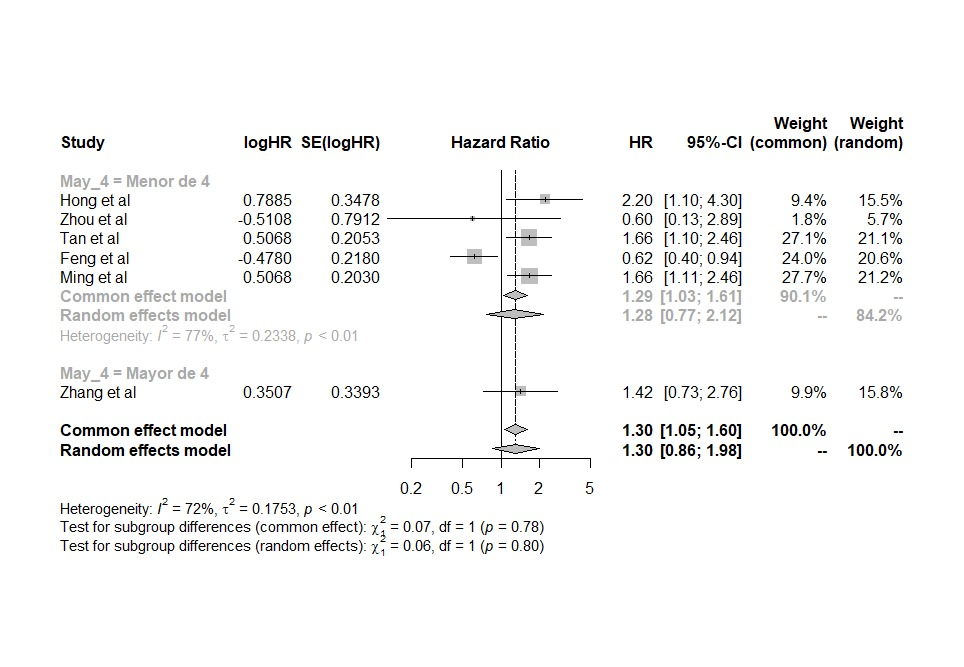 Weight Weight
Study logHR SE(logHR) Hazard Ratio HR 95%-CI (common) (random)
May_4 = Menor de 4
Hong et al 0.7885 0.3478 2.20 [1.10; 4.30] 9.4% 15.5%
Zhou et al -0.5108 0.7912 0.60 [0.13; 2.89] 1.8% 5.7%
Tan et al 0.5068 0.2053 1.66 [1.10; 2.46] 27.1% 21.1%
Feng et al -0.4780 0.2180 0.62 [0.40; 0.94] 24.0% 20.6%
Ming et al 0.5068 0.2030 1.66 [1.11; 2.46] 27.7% 21.2%
Common effect model 1.29 [1.03; 1.61] 90.1% --
Random effects model 1.28 [0.77; 2.12] -- 84.2%
Heterogeneity: I² = 77%, τ² = 0.2338, p < 0.01
May_4 = Mayor de 4
Zhang et al 0.3507 0.3393 1.42 [0.73; 2.76] 9.9% 15.8%
Common effect model 1.30 [1.05; 1.60] 100.0% --
Random effects model 1.30 [0.86; 1.98] -- 100.0%
0.2 0.5 1 2 5
Heterogeneity: I² = 72%, τ² = 0.1753, p < 0.01
Test for subgroup differences (common effect): χ²₁ = 0.07, df = 1 (p = 0.78)
Test for subgroup differences (random effects): χ²₁ = 0.06, df = 1 (p = 0.80)